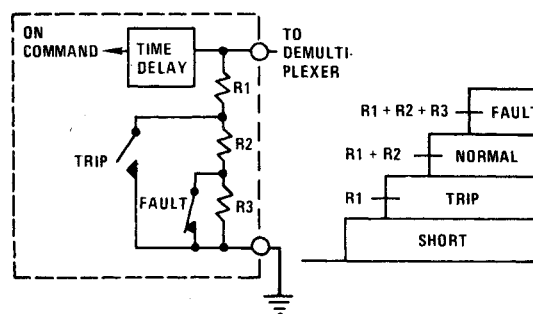 ON
COMMAND
TIME
DELAY
TO
DEMULTI-
PLEXER
R1
R2
TRIP
FAULT
R3
R1 + R2 + R3
FAULT
R1 + R2
NORMAL
R1
TRIP
SHORT